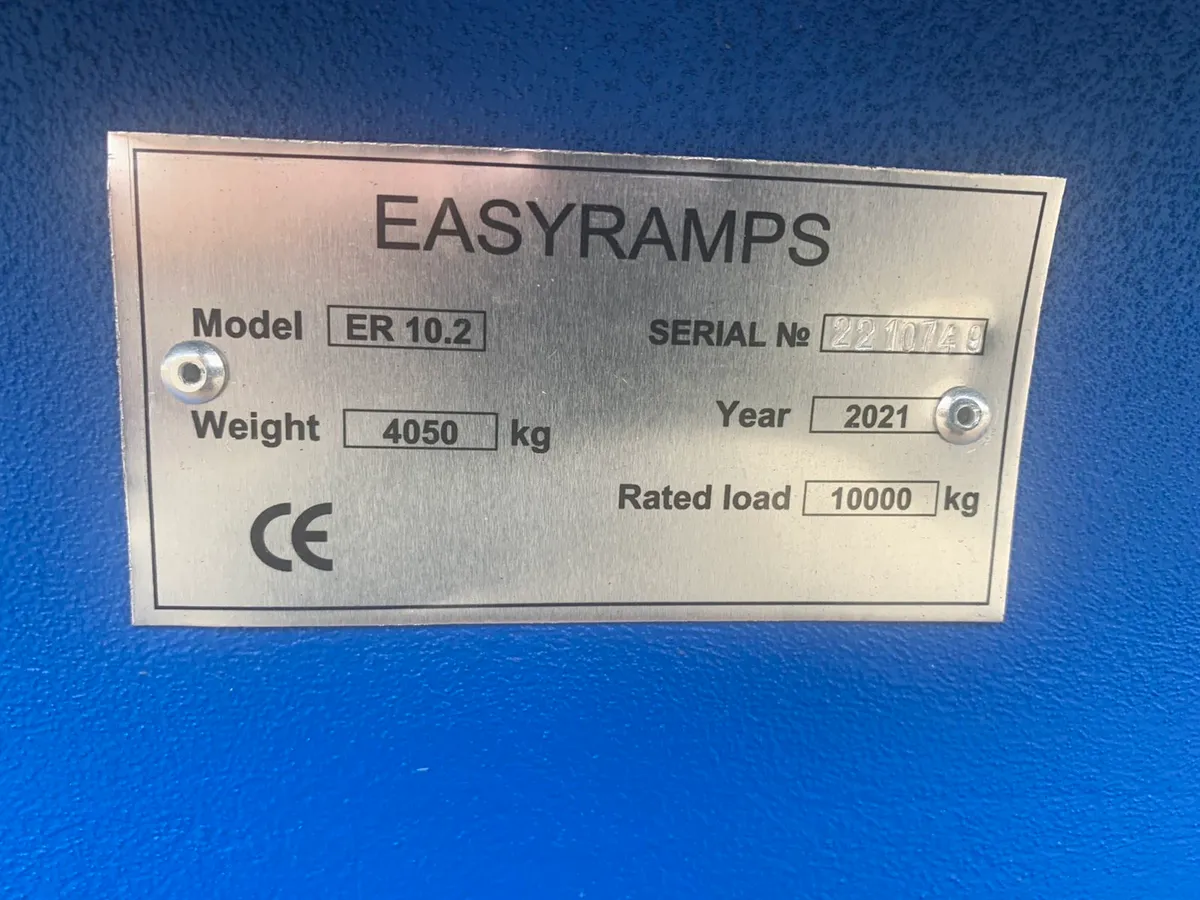 EASYRAMPS
Model ER 10.2 SERIAL № 2210749
Weight 4050 kg Year 2021
CE Rated load 10000 kg